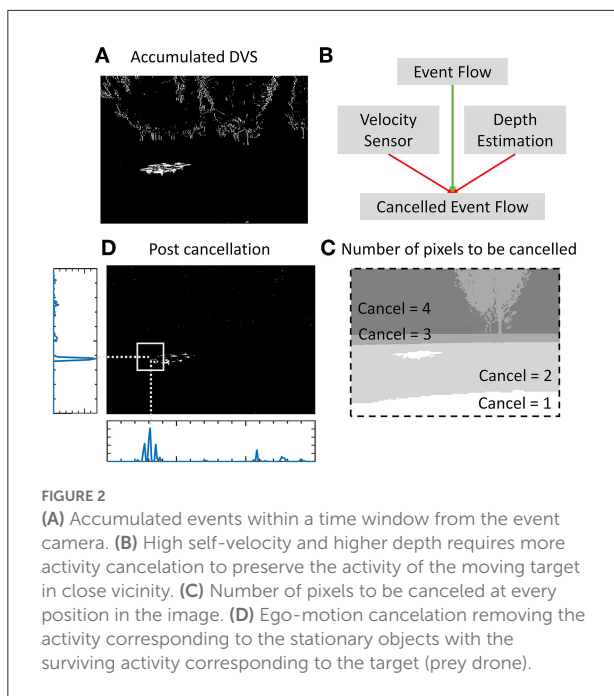 A Accumulated DVS
B
Event Flow
Velocity
Sensor
Depth
Estimation
Cancelled Event Flow
D Post cancellation
C Number of pixels to be cancelled
Cancel = 4
Cancel = 3
Cancel = 2
Cancel = 1
FIGURE 2
(A) Accumulated events within a time window from the event
camera. (B) High self-velocity and higher depth requires more
activity cancelation to preserve the activity of the moving target
in close vicinity. (C) Number of pixels to be canceled at every
position in the image. (D) Ego-motion cancelation removing the
activity corresponding to the stationary objects with the
surviving activity corresponding to the target (prey drone).